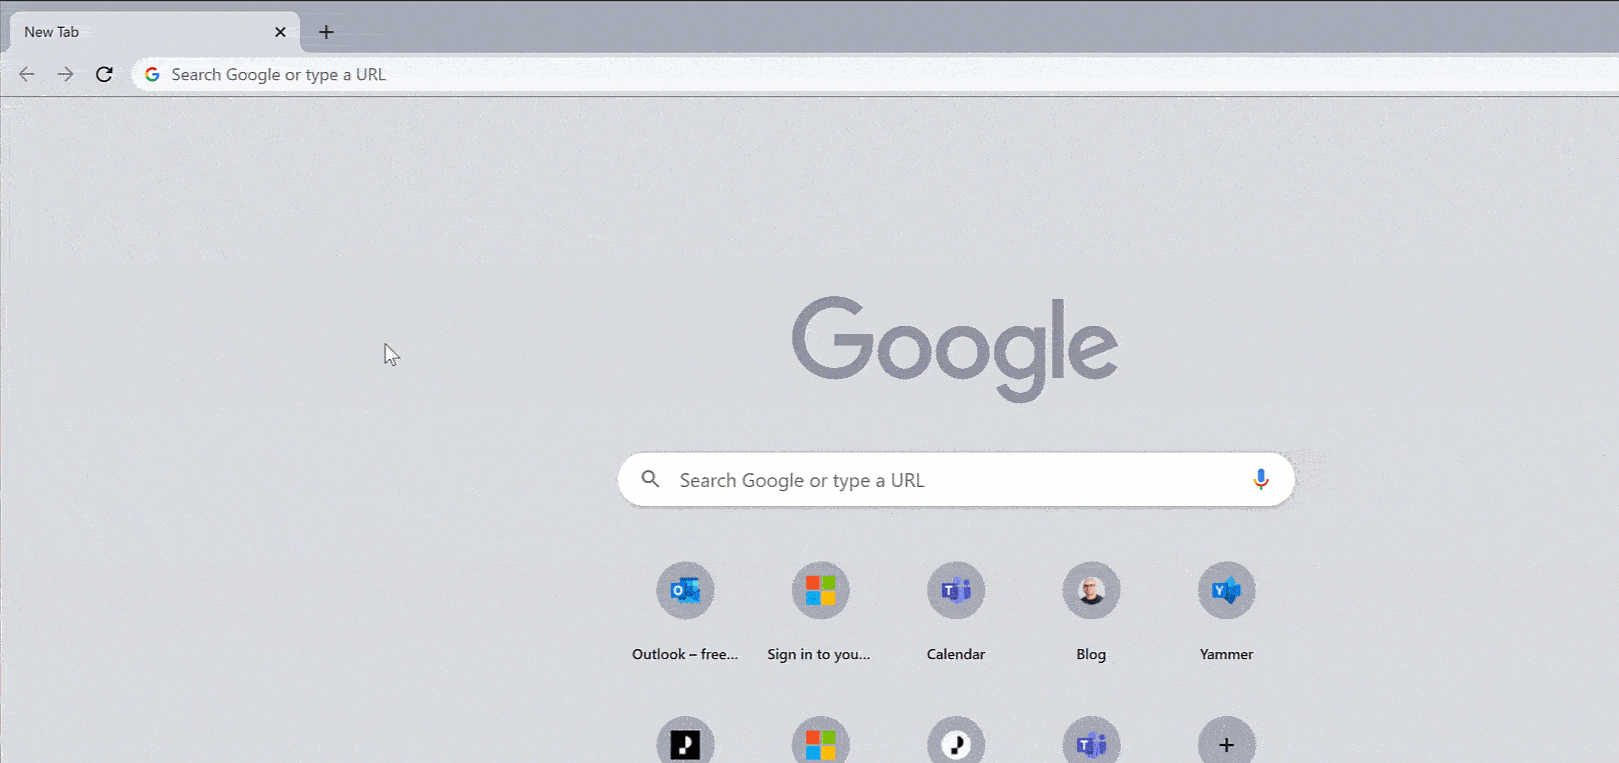 New Tab
Search Google or type a URL
Google
Search Google or type a URL
Outlook – free...
Sign in to you...
Calendar
Blog
Yammer